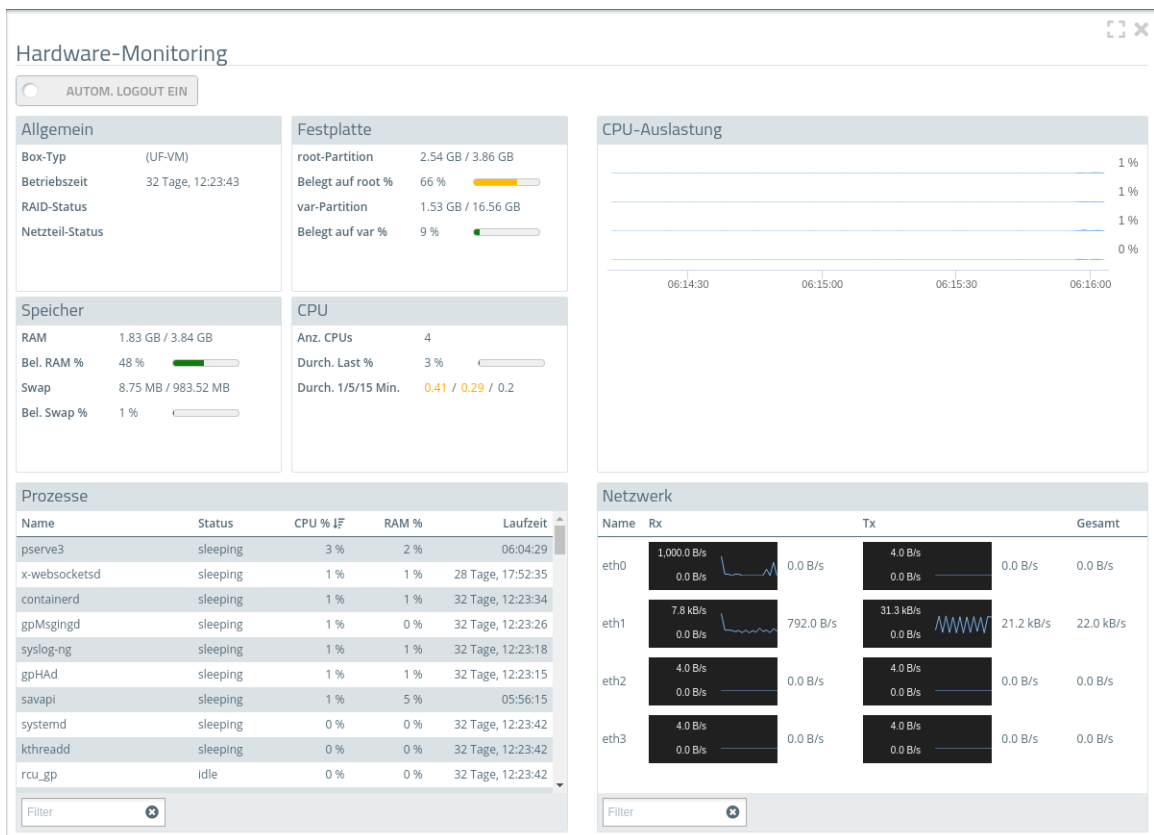 Hardware-Monitoring
AUTOM. LOGOUT EIN
Allgemein
Box-Typ (UF-VM)
Betriebszeit 32 Tage, 12:23:43
RAID-Status
Netzteil-Status
Festplatte
root-Partition 2.54 GB / 3.86 GB
Belegt auf root % 66 %
var-Partition 1.53 GB / 16.56 GB
Belegt auf var % 9 %
CPU-Auslastung
1 %
1 %
1 %
0 %
06:14:30 06:15:00 06:15:30 06:16:00
Speicher
RAM 1.83 GB / 3.84 GB
Bel. RAM % 48 %
Swap 8.75 MB / 983.52 MB
Bel. Swap % 1 %
CPU
Anz. CPUs 4
Durch. Last % 3 %
Durch. 1/5/15 Min. 0.41 / 0.29 / 0.2
Prozesse
Name Status CPU % RAM % Laufzeit
pserve3 sleeping 3 % 2 % 06:04:29
x-websocketsd sleeping 1 % 1 % 28 Tage, 17:52:35
containerd sleeping 1 % 1 % 32 Tage, 12:23:34
gpMsgingd sleeping 1 % 0 % 32 Tage, 12:23:26
syslog-ng sleeping 1 % 1 % 32 Tage, 12:23:18
gpHAd sleeping 1 % 1 % 32 Tage, 12:23:15
savapi sleeping 1 % 5 % 05:56:15
systemd sleeping 0 % 0 % 32 Tage, 12:23:42
kthreadd sleeping 0 % 0 % 32 Tage, 12:23:42
rcu_gp idle 0 % 0 % 32 Tage, 12:23:42
Filter
Netzwerk
Name Rx Tx Gesamt
1,000.0 B/s 4.0 B/s
eth0 0.0 B/s 0.0 B/s 0.0 B/s
0.0 B/s 0.0 B/s
7.8 kB/s 31.3 kB/s
eth1 792.0 B/s 21.2 kB/s 22.0 kB/s
0.0 B/s 0.0 B/s
4.0 B/s 4.0 B/s
eth2 0.0 B/s 0.0 B/s 0.0 B/s
0.0 B/s 0.0 B/s
4.0 B/s 4.0 B/s
eth3 0.0 B/s 0.0 B/s 0.0 B/s
0.0 B/s 0.0 B/s
Filter